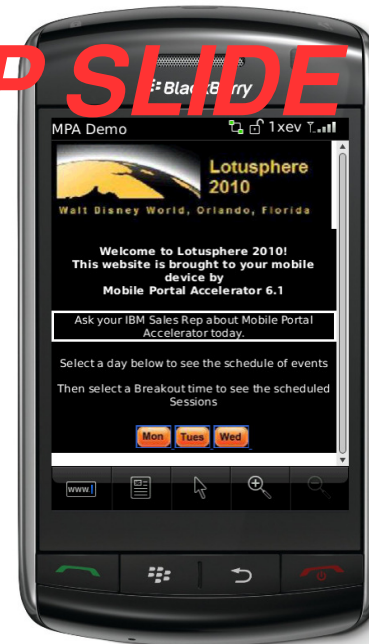 P SLIDE
BlackBerry
MPA Demo 1xev
Lotusphere
2010
Walt Disney World, Orlando, Florida
Welcome to Lotusphere 2010!
This website is brought to your mobile
device by
Mobile Portal Accelerator 6.1
Ask your IBM Sales Rep about Mobile Portal
Accelerator today.
Select a day below to see the schedule of events
Then select a Breakout time to see the scheduled
Sessions
Mon Tues Wed
www.